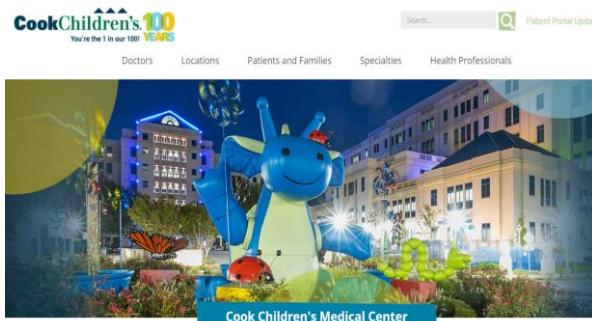 CookChildren's. 100
YEARS
You're the 1 in our 100!
Search...
Patient Portal
Doctors
Locations
Patients and Families
Specialties
Health Professionals
Cook Children's Medical Center